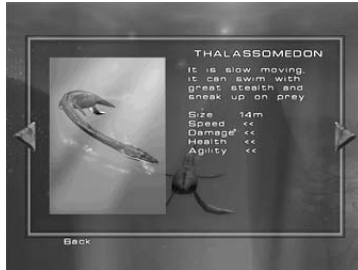 THALASSOMEDON
It is slow moving,
it can swim with
great stealth and
sneak up on prey
Size 14m
Speed <<
Damage <<
Health <<
Agility <<
Back